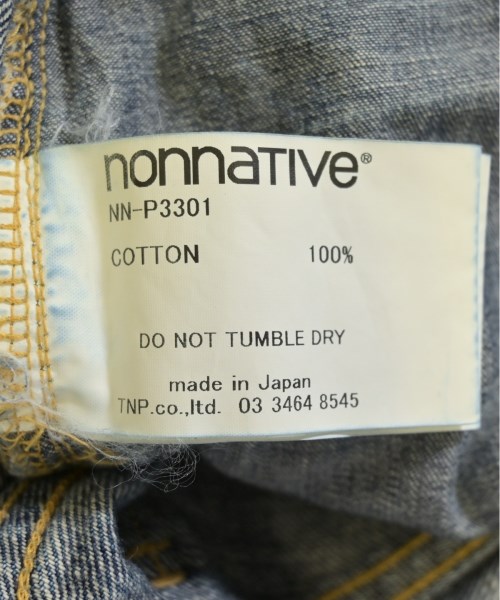 nonnative®
NN-P3301
COTTON 100%
DO NOT TUMBLE DRY
made in Japan
TNP.co.,ltd. 03 3464 8545